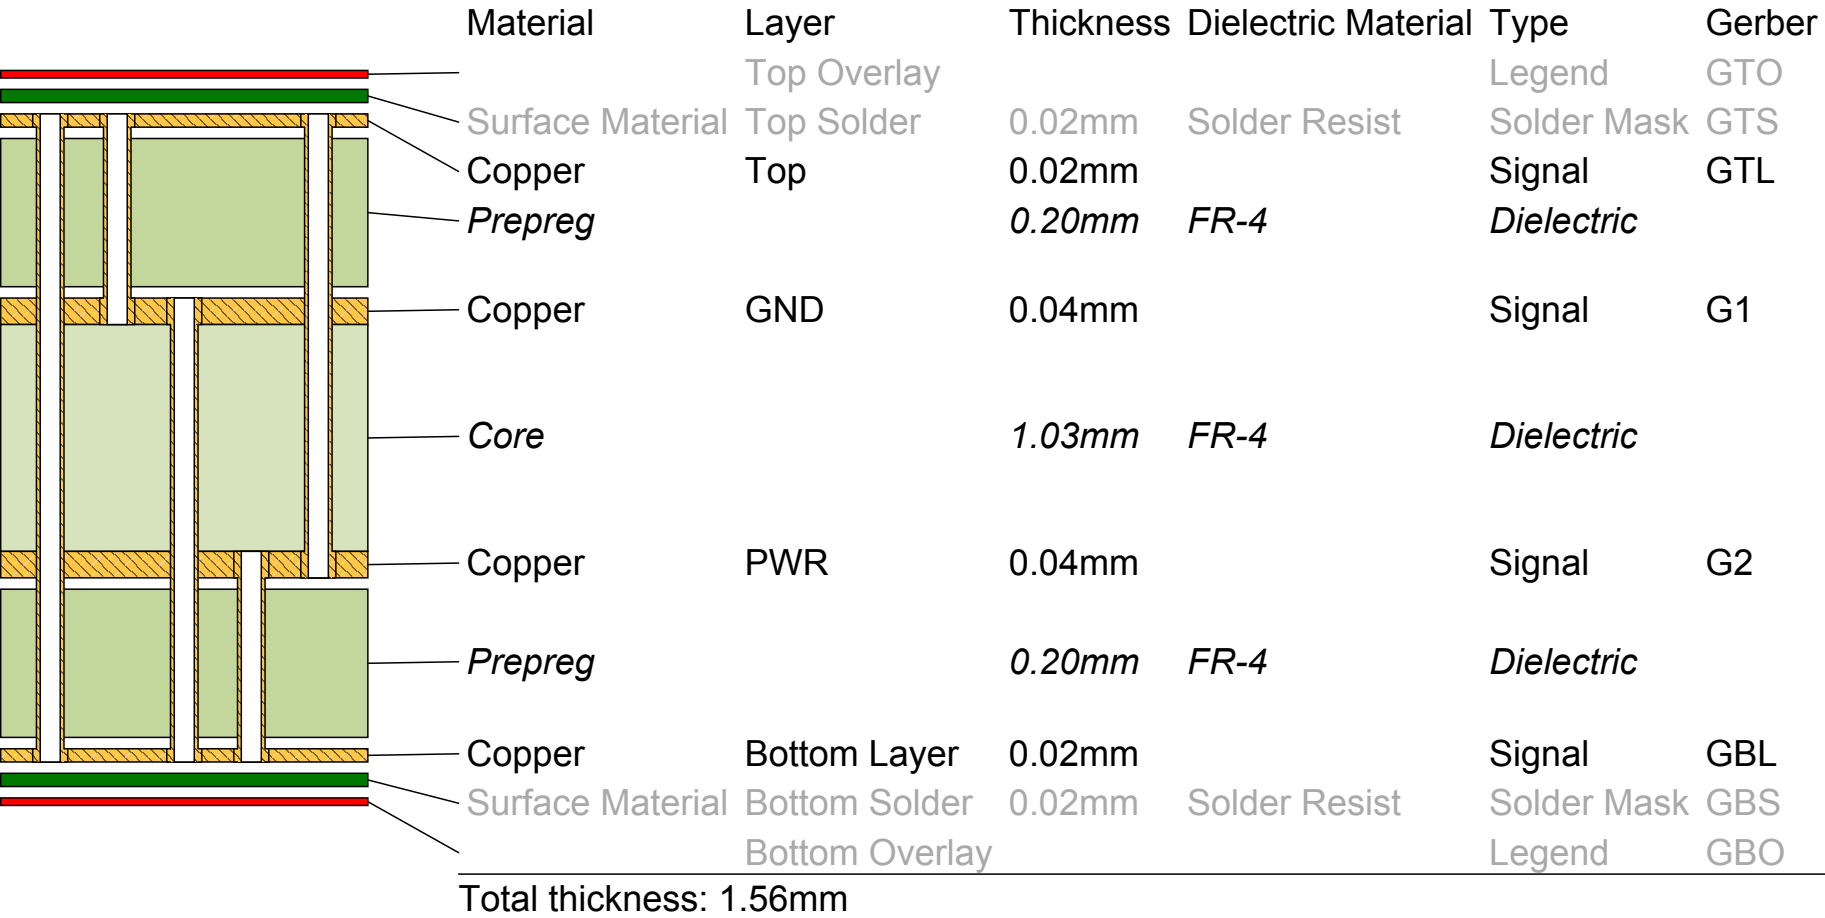 Material Layer Thickness Dielectric Material Type Gerber
Top Overlay Legend GTO
Surface Material Top Solder 0.02mm Solder Resist Solder Mask GTS
Copper Top 0.02mm Signal GTL
Prepreg 0.20mm FR-4 Dielectric
Copper GND 0.04mm Signal G1
Core 1.03mm FR-4 Dielectric
Copper PWR 0.04mm Signal G2
Prepreg 0.20mm FR-4 Dielectric
Copper Bottom Layer 0.02mm Signal GBL
Surface Material Bottom Solder 0.02mm Solder Resist Solder Mask GBS
Bottom Overlay Legend GBO
Total thickness: 1.56mm